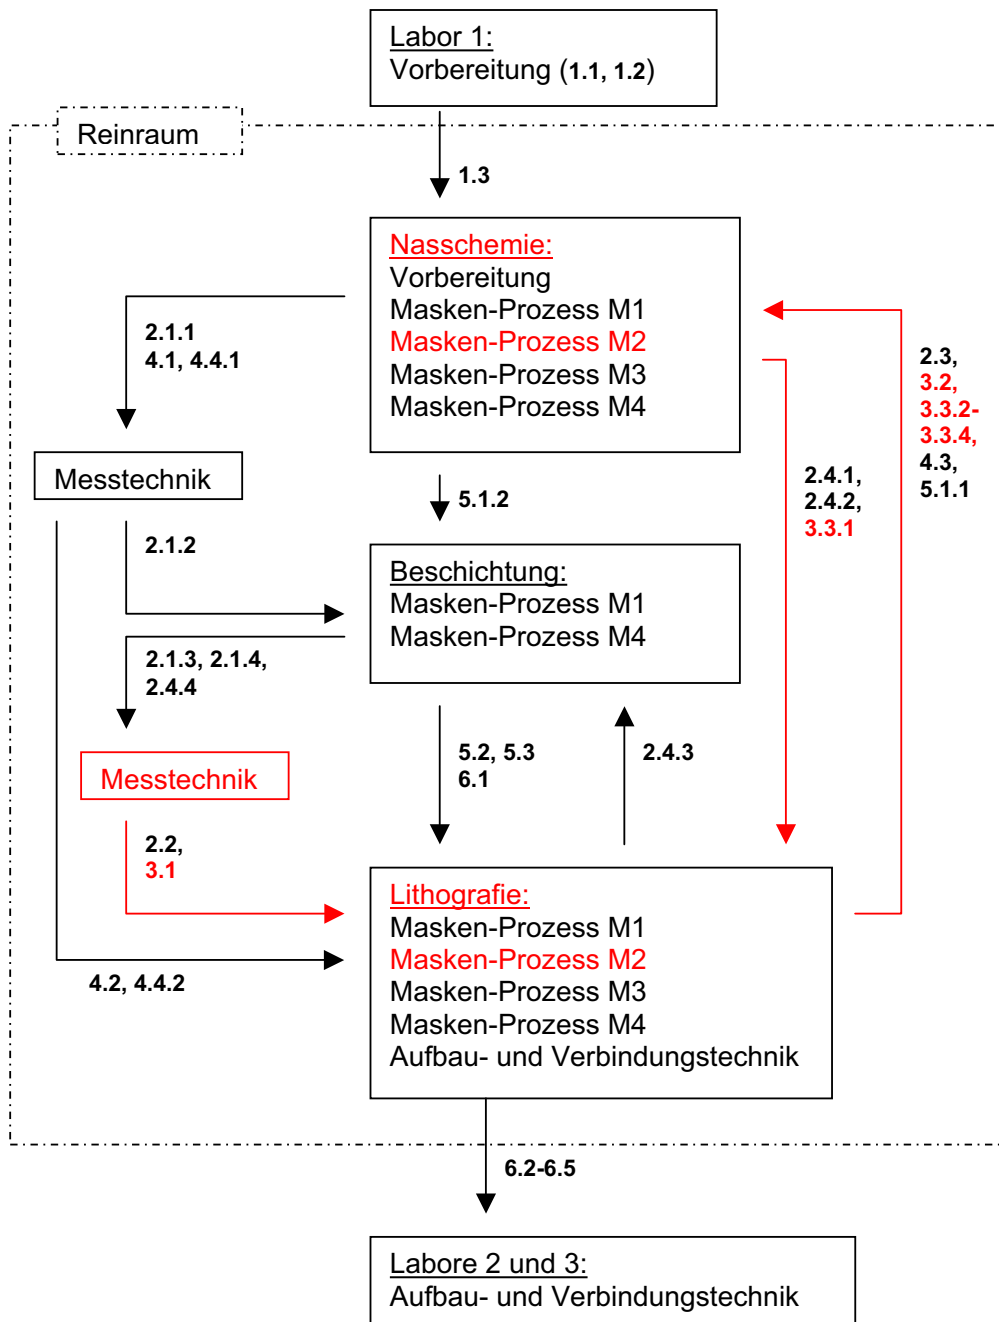 Labor 1:
Vorbereitung (1.1, 1.2)
Reinraum
1.3
Nasschemie:
Vorbereitung
Masken-Prozess M1
Masken-Prozess M2
Masken-Prozess M3
Masken-Prozess M4
2.1.1
4.1, 4.4.1
2.3,
3.2,
3.3.2-
3.3.4,
4.3,
5.1.1
Messtechnik
5.1.2
2.4.1,
2.4.2,
3.3.1
2.1.2
Beschichtung:
Masken-Prozess M1
Masken-Prozess M4
2.1.3, 2.1.4,
2.4.4
5.2, 5.3
6.1
2.4.3
Messtechnik
2.2,
3.1
Lithografie:
Masken-Prozess M1
Masken-Prozess M2
Masken-Prozess M3
Masken-Prozess M4
Aufbau- und Verbindungstechnik
4.2, 4.4.2
6.2-6.5
Labore 2 und 3:
Aufbau- und Verbindungstechnik